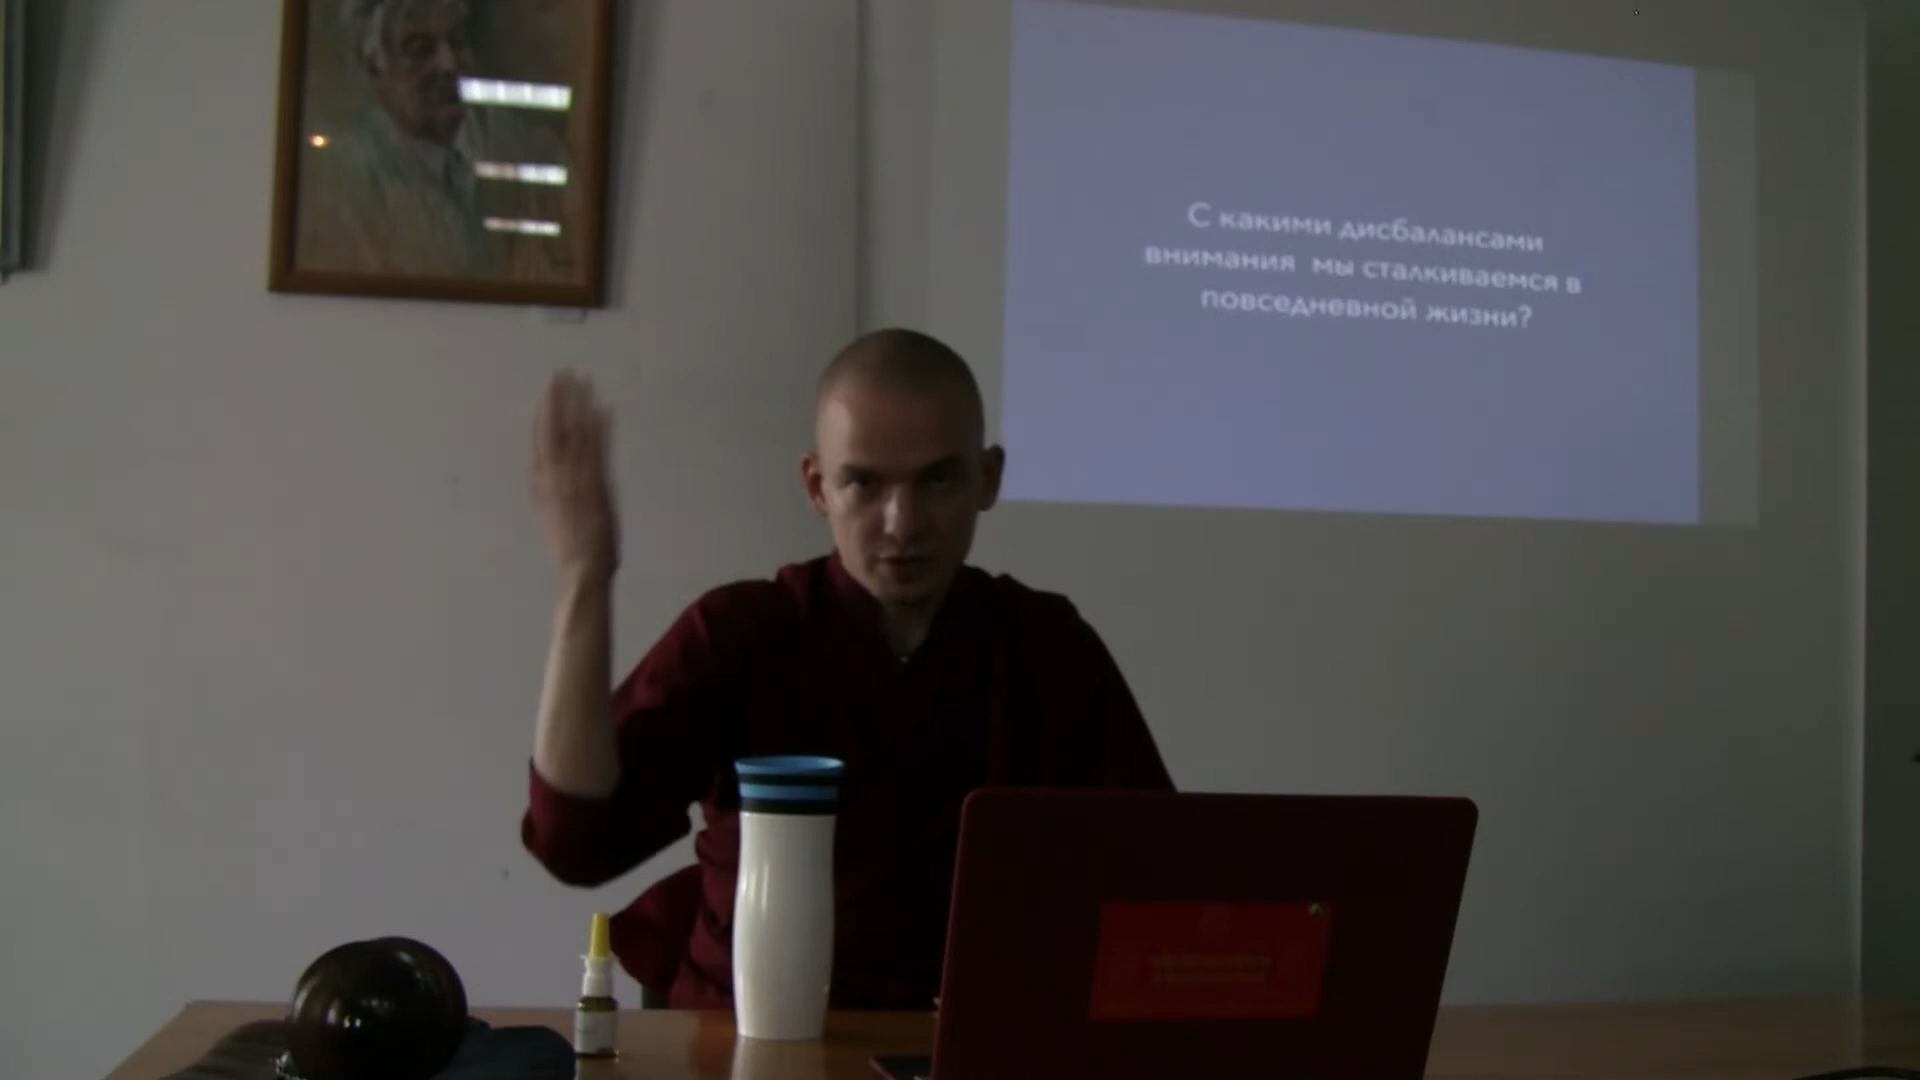 С какими дисбалансами
внимания мы сталкиваемся в
повседневной жизни?